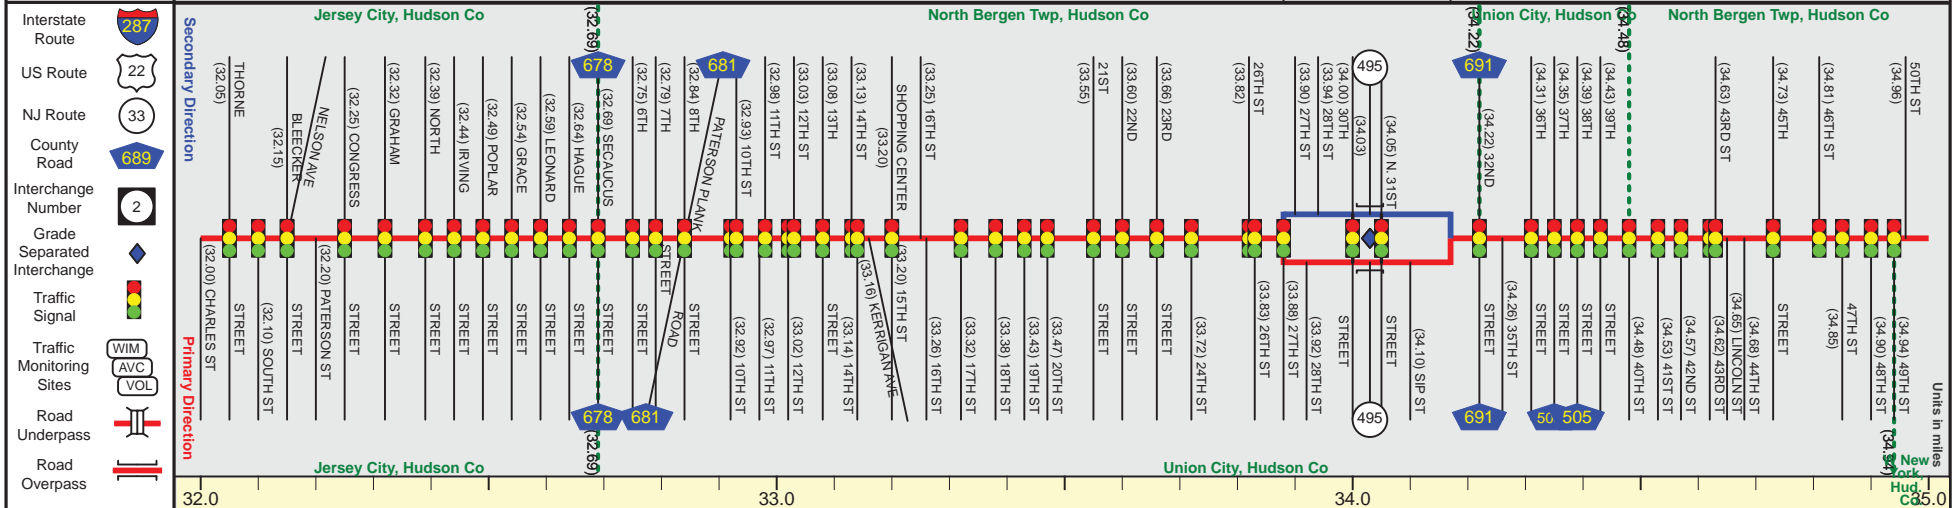 Interstate
Route
287
US Route
22
NJ Route
33
County
Road
689
Interchange
Number
2
Grade
Separated
Interchange
Traffic
Signal
Traffic
Monitoring
Sites
WIM
AVC
VOL
Road
Underpass
Road
Overpass
Secondary Direction
Primary Direction
Jersey City, Hudson Co
(32.69)
North Bergen Twp, Hudson Co
(34.22)
Union City, Hudson Co
(34.48)
North Bergen Twp, Hudson Co
678
681
495
691
(32.05)
THORNE
(32.15)
BLEECKER
NELSON AVE
(32.25) CONGRESS
(32.32) GRAHAM
(32.39) NORTH
(32.44) IRVING
(32.49) POPLAR
(32.54) GRACE
(32.59) LEONARD
(32.64) HAGUE
(32.69) SECAUCUS
(32.75) 6TH
(32.79) 7TH
(32.84) 8TH
PATERSON PLANK
(32.93) 10TH ST
(32.98) 11TH ST
(33.03) 12TH ST
(33.08) 13TH
(33.13) 14TH ST
(33.20)
SHOPPING CENTER
(33.25) 16TH ST
(33.55)
21ST
(33.60) 22ND
(33.66) 23RD
(33.82)
26TH ST
(33.90) 27TH ST
(33.94) 28TH ST
(34.00) 30TH
(34.03)
(34.05) N. 31ST
(34.22) 32ND
(34.31) 36TH
(34.35) 37TH
(34.39) 38TH
(34.43) 39TH
(34.63) 43RD ST
(34.73) 45TH
(34.81) 46TH ST
(34.96)
50TH ST
(32.00) CHARLES ST
STREET
(32.10) SOUTH ST
STREET
(32.20) PATERSON ST
STREET
STREET
STREET
STREET
STREET
STREET
STREET
STREET
STREET
STREET
STREET
ROAD
STREET
(32.92) 10TH ST
(32.97) 11TH ST
(33.02) 12TH ST
STREET
(33.14) 14TH ST
(33.16) KERRIGAN AVE
(33.20) 15TH ST
(33.26) 16TH ST
(33.32) 17TH ST
(33.38) 18TH ST
(33.43) 19TH ST
(33.47) 20TH ST
STREET
STREET
STREET
(33.72) 24TH ST
(33.83) 26TH ST
(33.88) 27TH ST
(33.92) 28TH ST
STREET
STREET
(34.10) SIP ST
STREET
(34.26) 35TH ST
STREET
STREET
STREET
STREET
(34.48) 40TH ST
(34.53) 41ST ST
(34.57) 42ND ST
(34.62) 43RD ST
(34.65) LINCOLN ST
(34.68) 44TH ST
STREET
(34.85)
47TH ST
(34.90) 48TH ST
(34.94) 49TH ST
678
681
495
691
50
505
Units in miles
Jersey City, Hudson Co
(32.69)
Union City, Hudson Co
(34.94)
New
York,
Hud.
Co
32.0
33.0
34.0
35.0